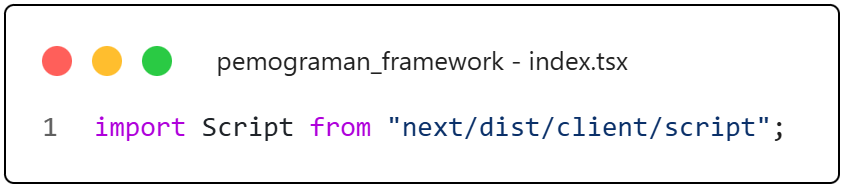 pemograman_framework - index.tsx
1 import Script from "next/dist/client/script";